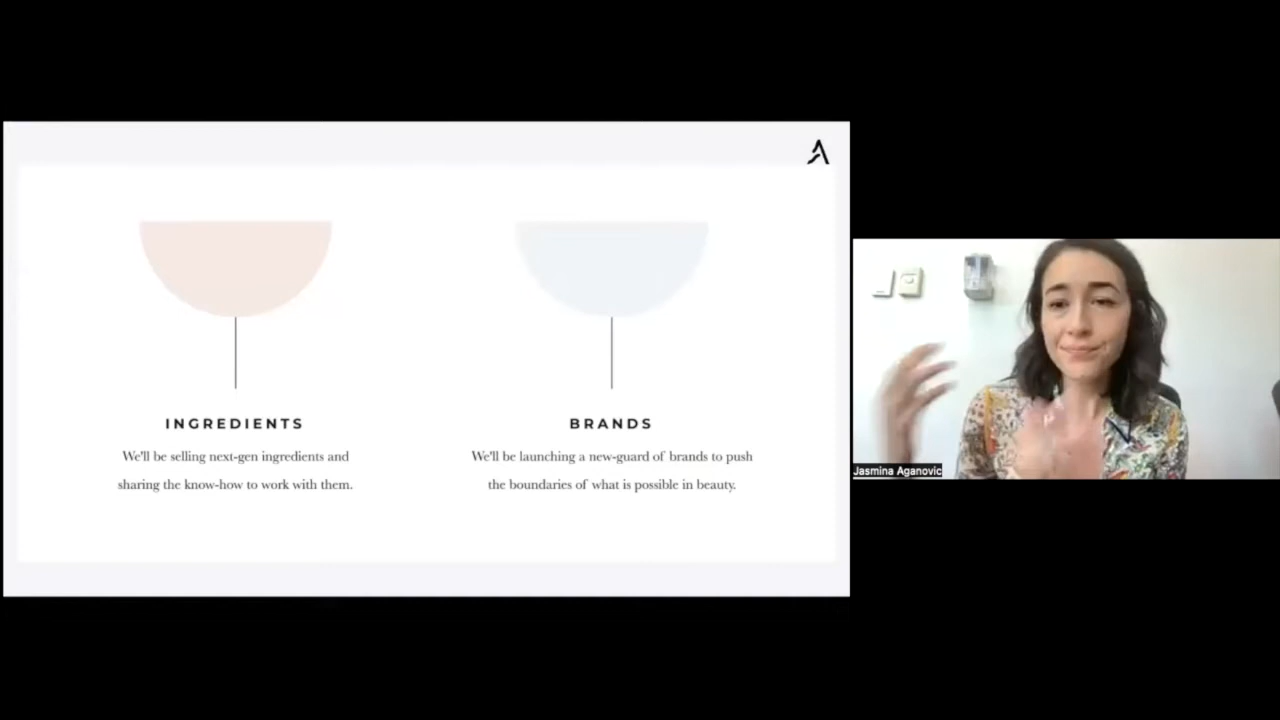 INGREDIENTS
We'll be selling next-gen ingredients and
sharing the know-how to work with them.
BRANDS
We'll be launching a new-guard of brands to push
the boundaries of what is possible in beauty.
Jasmina Aganovic